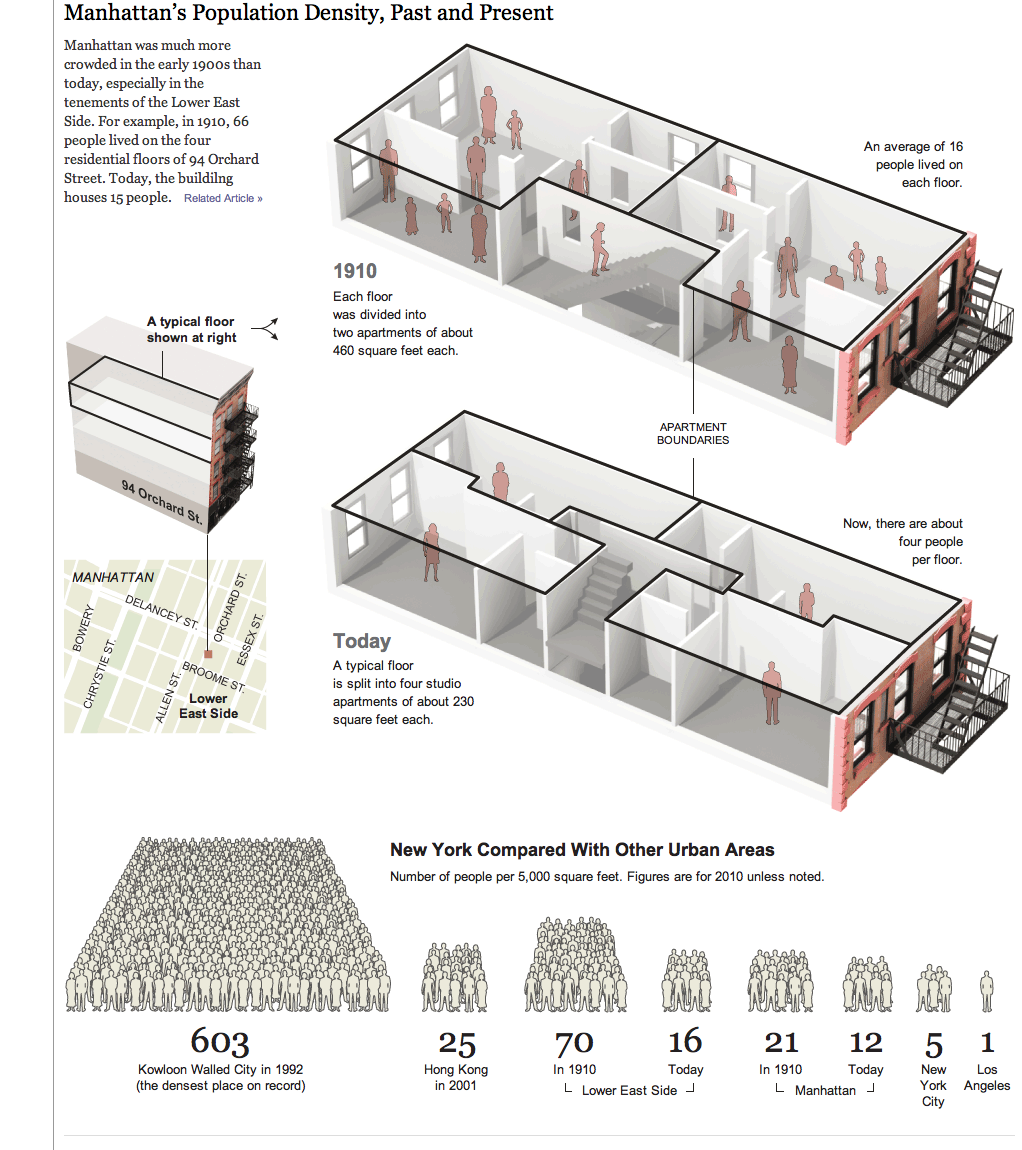 Manhattan’s Population Density, Past and Present
Manhattan was much more
crowded in the early 1900s than
today, especially in the
tenements of the Lower East
Side. For example, in 1910, 66
people lived on the four
residential floors of 94 Orchard
Street. Today, the buildilng
houses 15 people. Related Article »
An average of 16
people lived on
each floor.
1910
Each floor
was divided into
two apartments of about
460 square feet each.
A typical floor
shown at right
94 Orchard St.
APARTMENT
BOUNDARIES
Now, there are about
four people
per floor.
Today
A typical floor
is split into four studio
apartments of about 230
square feet each.
MANHATTAN
DELANCEY ST.
ORCHARD ST.
ESSEX ST.
BOWERY
CHRYSTIE ST.
ALLEN ST.
BROOME ST.
Lower
East Side
New York Compared With Other Urban Areas
Number of people per 5,000 square feet. Figures are for 2010 unless noted.
603
Kowloon Walled City in 1992
(the densest place on record)
25
Hong Kong
in 2001
70
In 1910
16
Today
Lower East Side
21
In 1910
12
Today
Manhattan
5
New
York
City
1
Los
Angeles